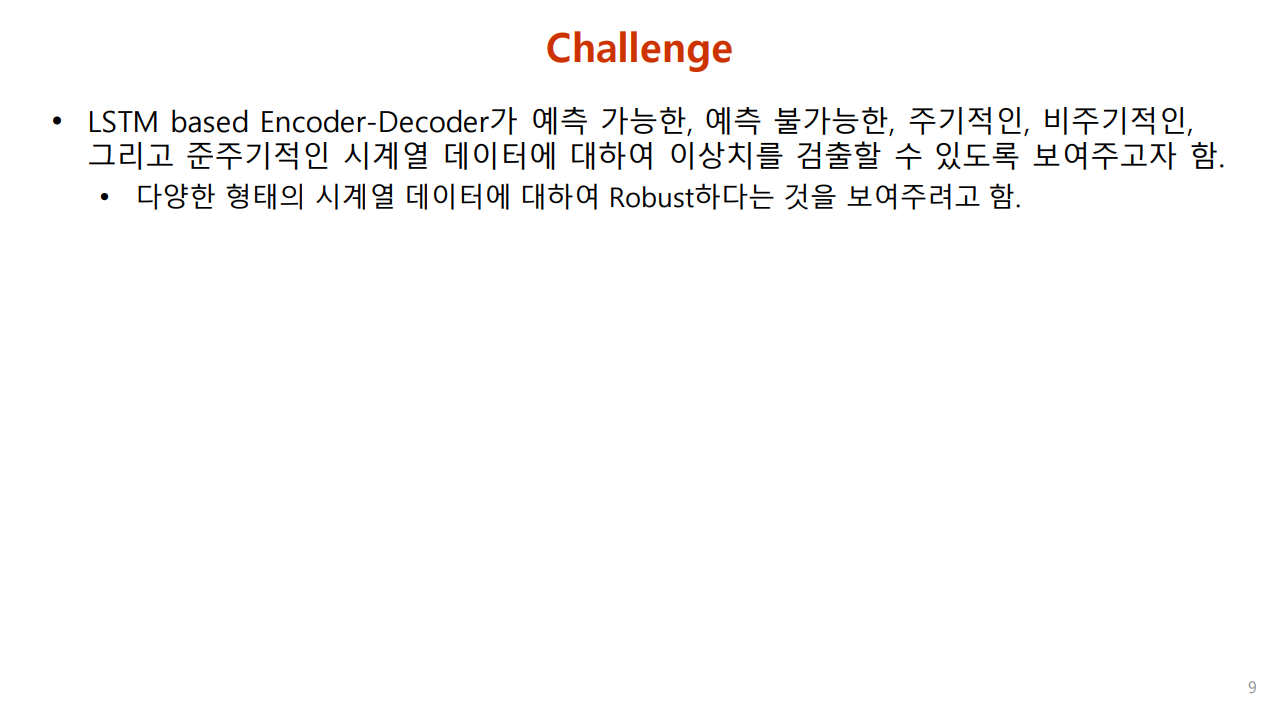 Challenge
• LSTM based Encoder-Decoder가 예측 가능한, 예측 불가능한, 주기적인, 비주기적인,
그리고 준주기적인 시계열 데이터에 대하여 이상치를 검출할 수 있도록 보여주고자 함.
• 다양한 형태의 시계열 데이터에 대하여 Robust하다는 것을 보여주려고 함.
9